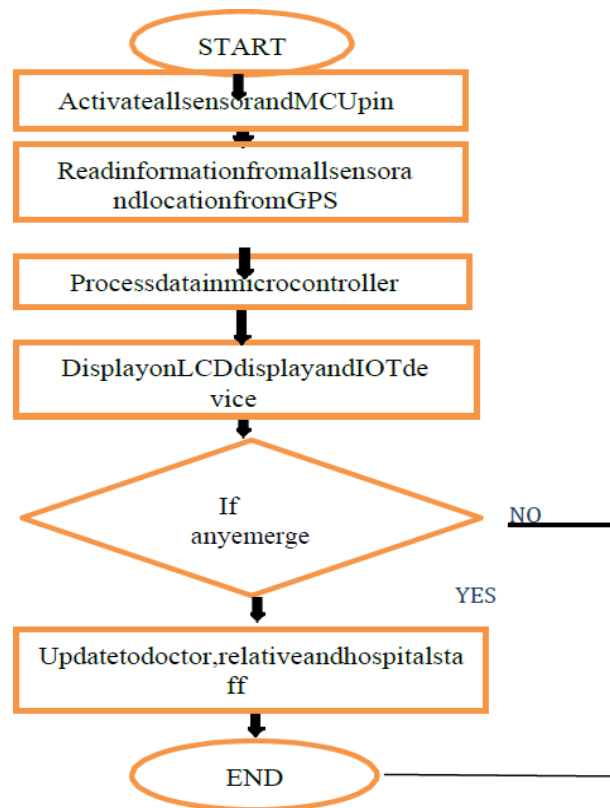 START
ActivateallsensorandMCUpin
Readinformationfromallsensora
ndlocationfromGPS
Processdatainmicrocontroller
DisplayonLCDdisplayandIOTde
vice
If
anyemerge
NO
YES
Updatetodoctor,relativeandhospitalsta
ff
END